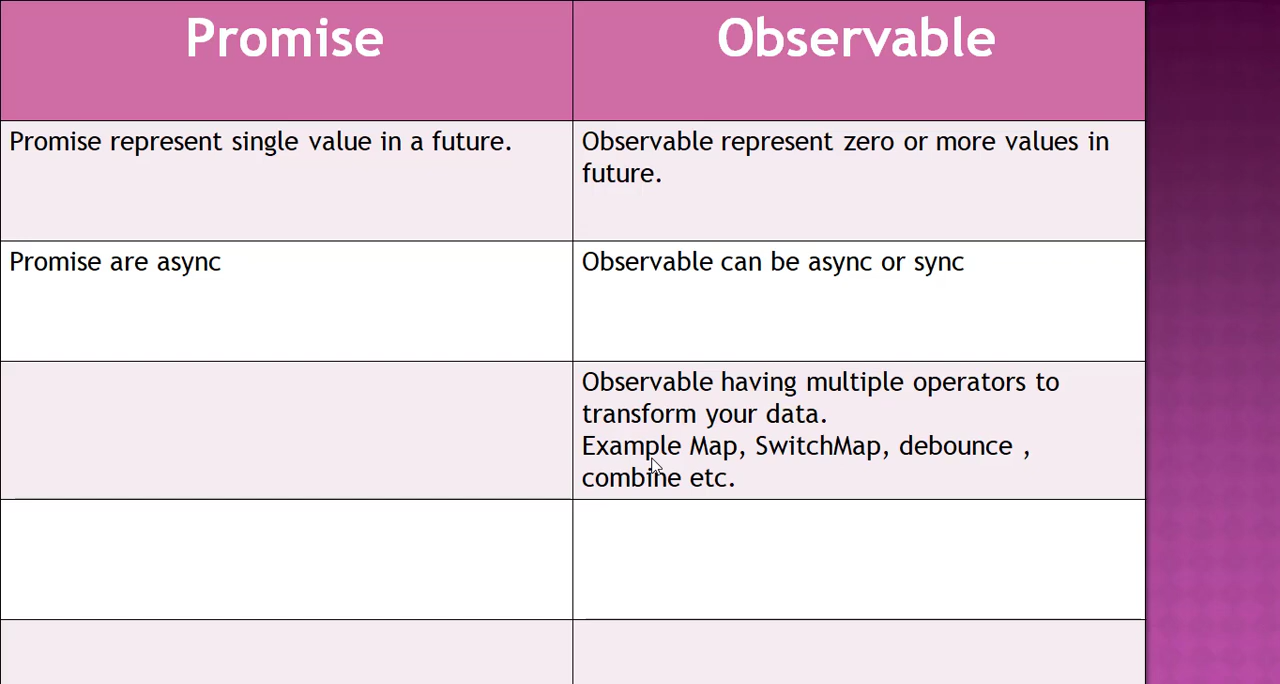 Promise
Observable
Promise represent single value in a future.
Observable represent zero or more values in
future.
Promise are async
Observable can be async or sync
Observable having multiple operators to
transform your data.
Example Map, SwitchMap, debounce ,
combine etc.